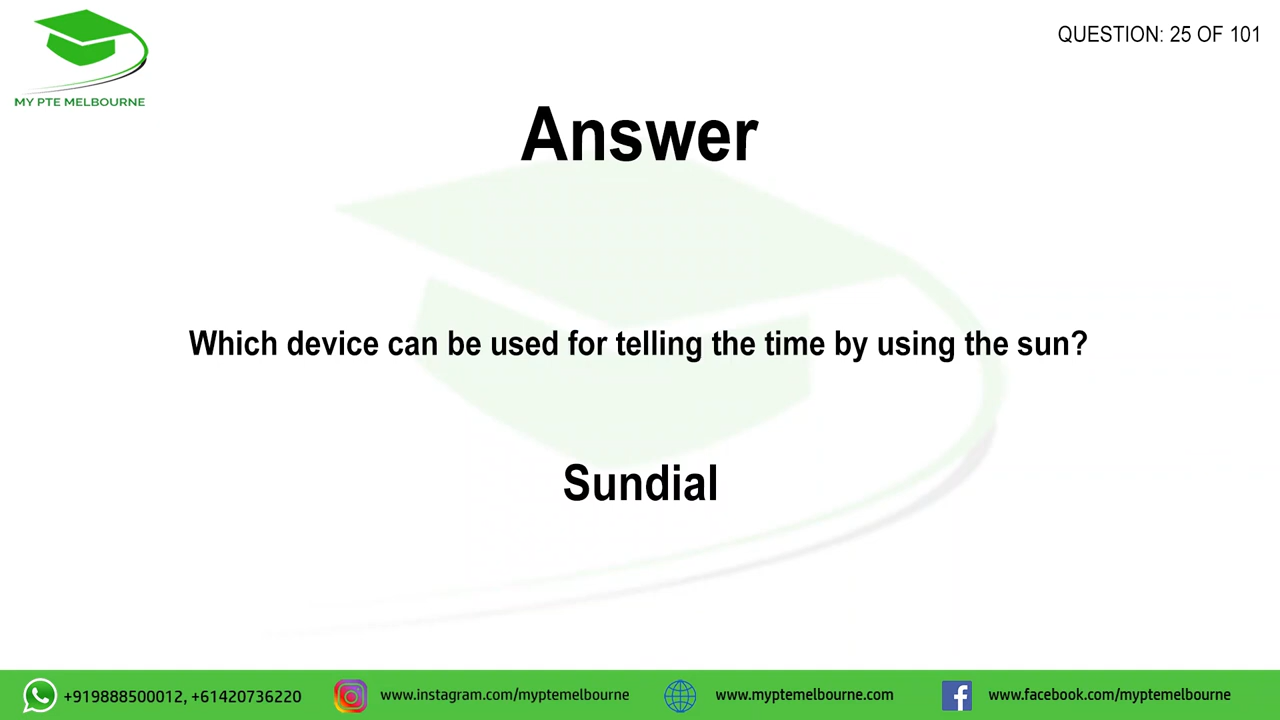 QUESTION: 25 OF 101
MY PTE MELBOURNE
Answer
Which device can be used for telling the time by using the sun?
Sundial
+919888500012, +61420736220 www.instagram.com/myptemelbourne www.myptemelbourne.com www.facebook.com/myptemelbourne